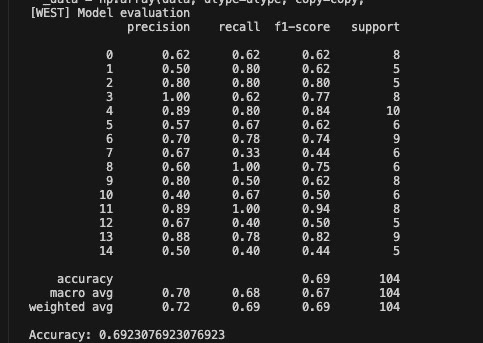 _data = np.array(data, dtype=dtype, copy=copy,
[WEST] Model evaluation
precision recall f1-score support
0 0.62 0.62 0.62 8
1 0.50 0.80 0.62 5
2 0.80 0.80 0.80 5
3 1.00 0.62 0.77 8
4 0.89 0.80 0.84 10
5 0.57 0.67 0.62 6
6 0.70 0.78 0.74 9
7 0.67 0.33 0.44 6
8 0.60 1.00 0.75 6
9 0.80 0.50 0.62 8
10 0.40 0.67 0.50 6
11 0.89 1.00 0.94 8
12 0.67 0.40 0.50 5
13 0.88 0.78 0.82 9
14 0.50 0.40 0.44 5
accuracy 0.69 104
macro avg 0.70 0.68 0.67 104
weighted avg 0.72 0.69 0.69 104
Accuracy: 0.6923076923076923